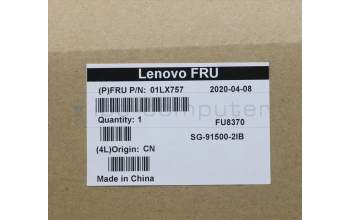 Lenovo FRU
(P)FRU P/N: 01LX757 2020-04-08
Quantity: 1 FU8370
SG-91500-2IB
(4L)Origin: CN
Made in China